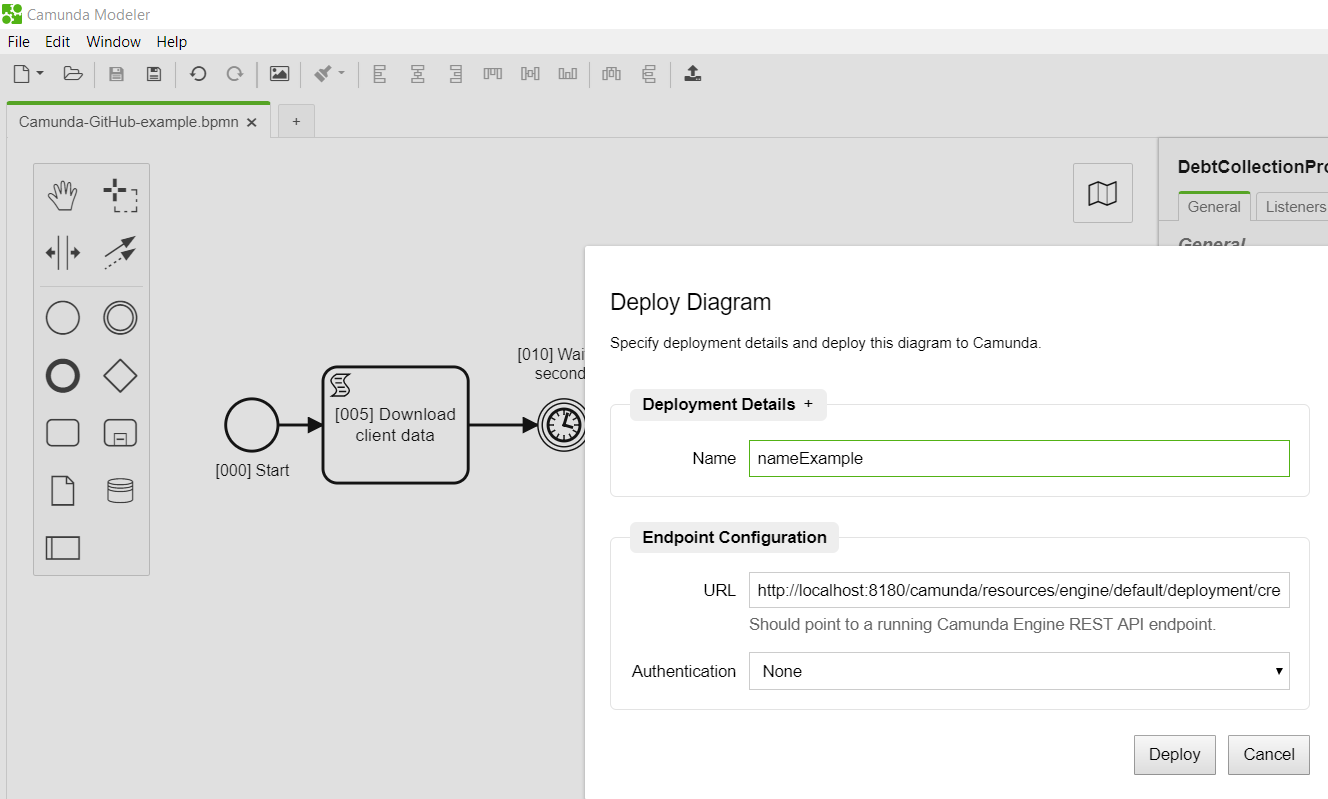 Camunda Modeler
File Edit Window Help
Camunda-GitHub-example.bpmn × +
DebtCollectionPro
General Listeners
General
[000] Start
[005] Download
client data
[010] Wai
second
Deploy Diagram
Specify deployment details and deploy this diagram to Camunda.
Deployment Details +
Name nameExample
Endpoint Configuration
URL http://localhost:8180/camunda/resources/engine/default/deployment/cre
Should point to a running Camunda Engine REST API endpoint.
Authentication None
Deploy Cancel